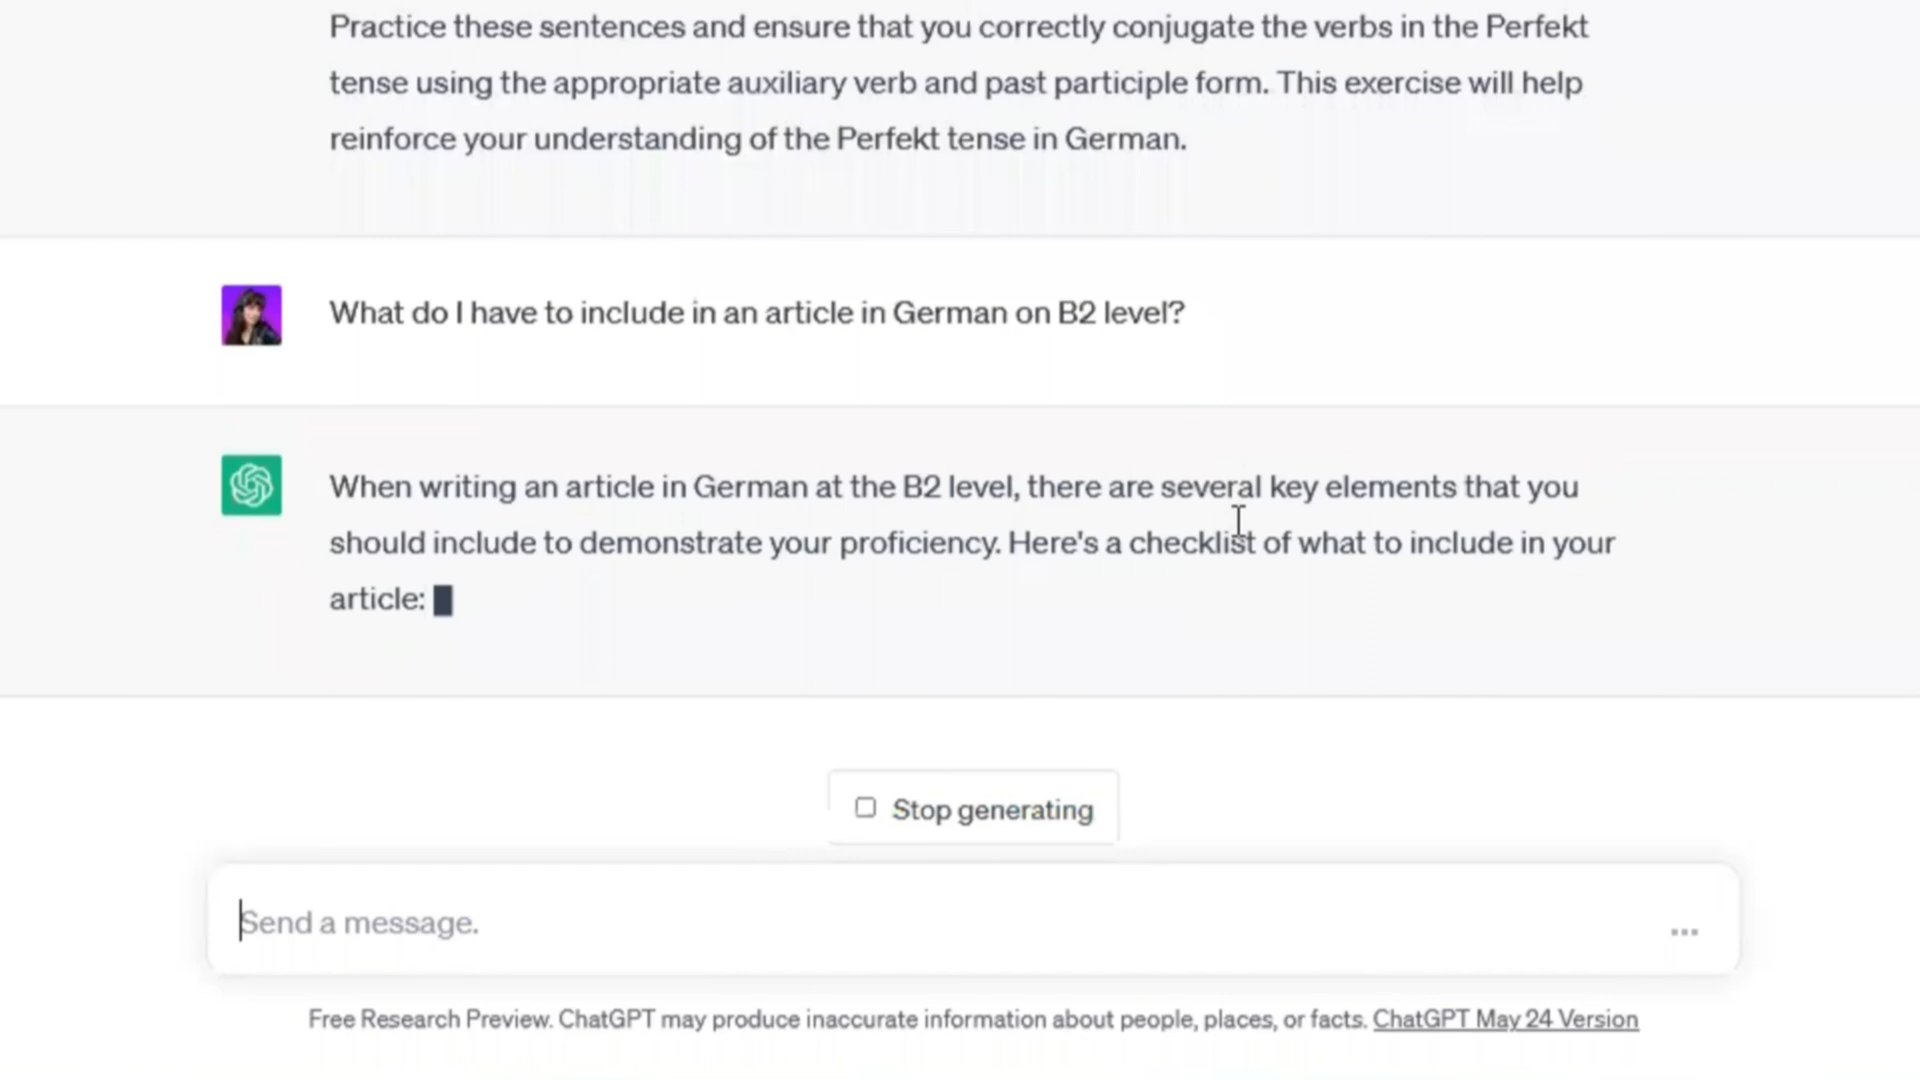 Practice these sentences and ensure that you correctly conjugate the verbs in the Perfekt
tense using the appropriate auxiliary verb and past participle form. This exercise will help
reinforce your understanding of the Perfekt tense in German.
What do I have to include in an article in German on B2 level?
When writing an article in German at the B2 level, there are several key elements that you
should include to demonstrate your proficiency. Here's a checklist of what to include in your
article:
Stop generating
Send a message.
Free Research Preview. ChatGPT may produce inaccurate information about people, places, or facts. ChatGPT May 24 Version